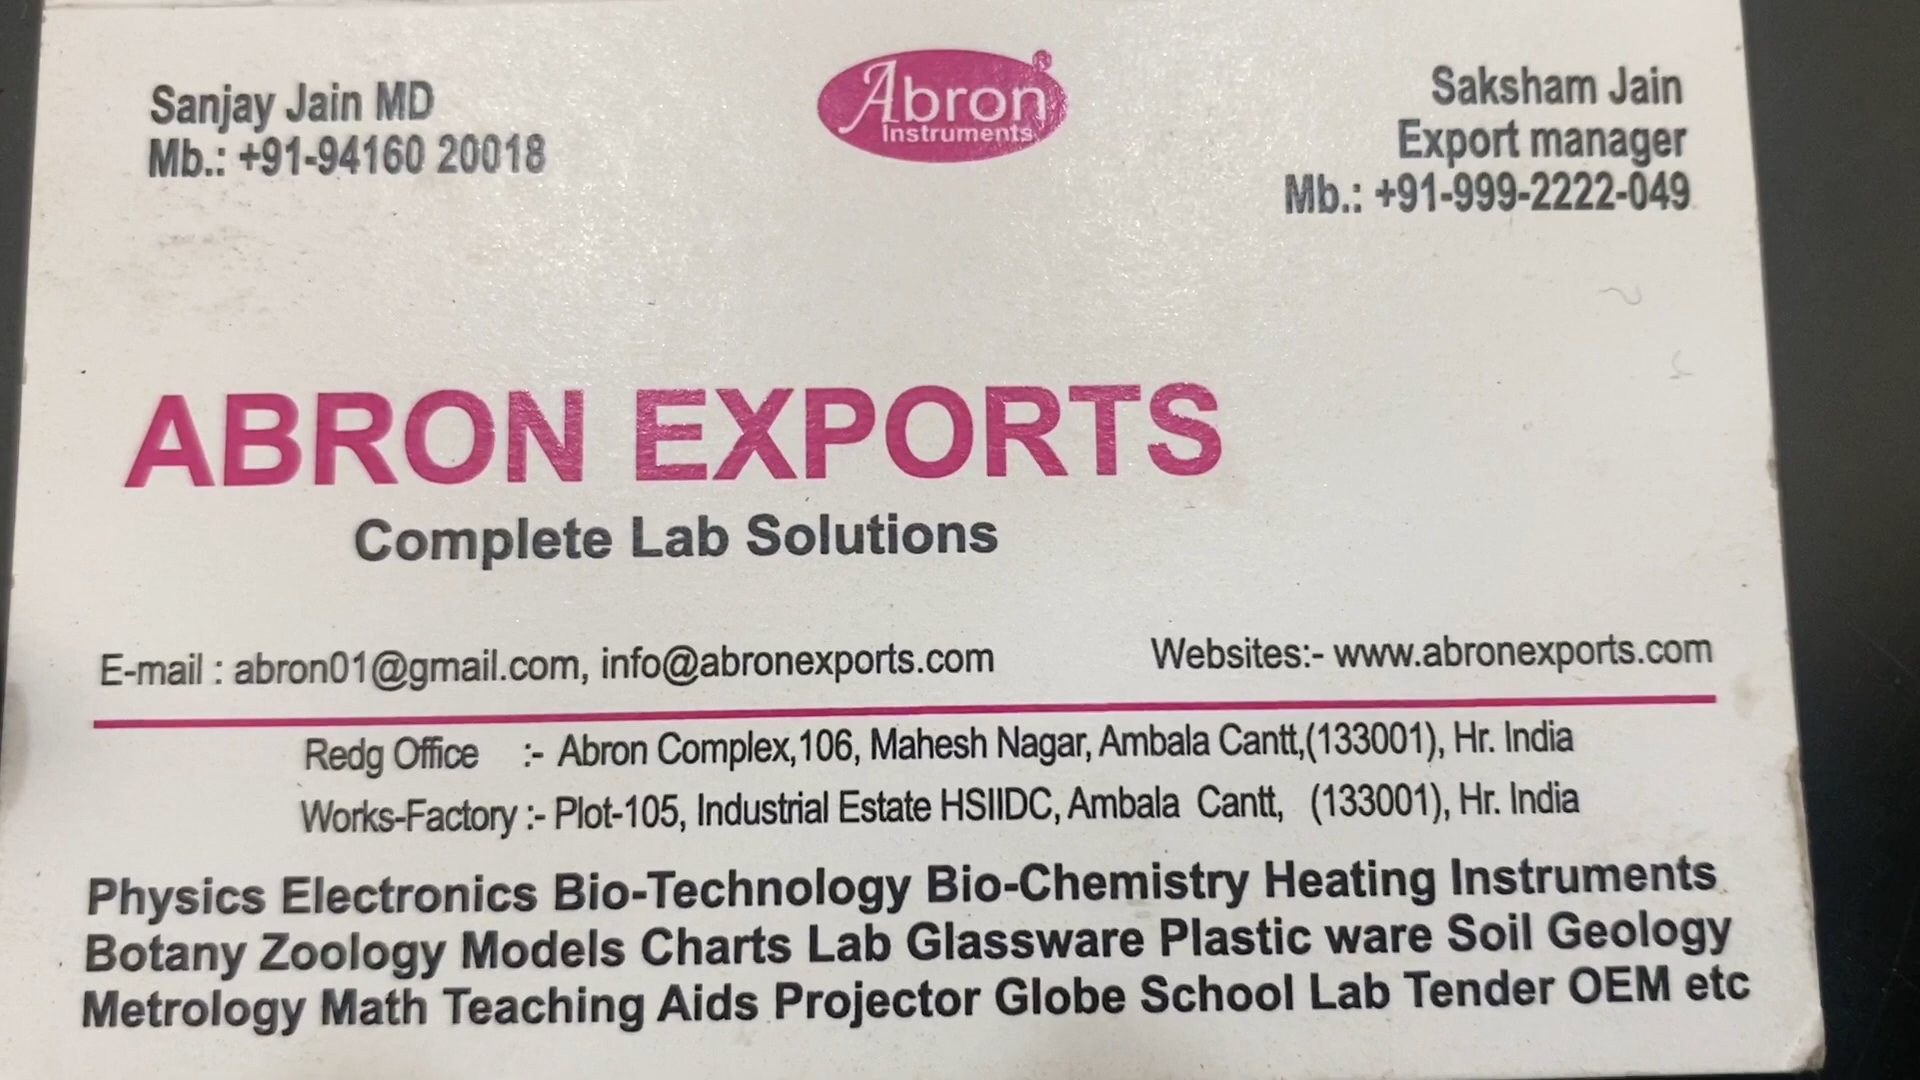 Sanjay Jain MD
Mb.: +91-94160 20018
Abron®
Instruments
Saksham Jain
Export manager
Mb.: +91-999-2222-049
ABRON EXPORTS
Complete Lab Solutions
E-mail : abron01@gmail.com, info@abronexports.com
Websites:- www.abronexports.com
Redg Office :- Abron Complex,106, Mahesh Nagar, Ambala Cantt,(133001), Hr. India
Works-Factory :- Plot-105, Industrial Estate HSIIDC, Ambala Cantt, (133001), Hr. India
Physics Electronics Bio-Technology Bio-Chemistry Heating Instruments
Botany Zoology Models Charts Lab Glassware Plastic ware Soil Geology
Metrology Math Teaching Aids Projector Globe School Lab Tender OEM etc